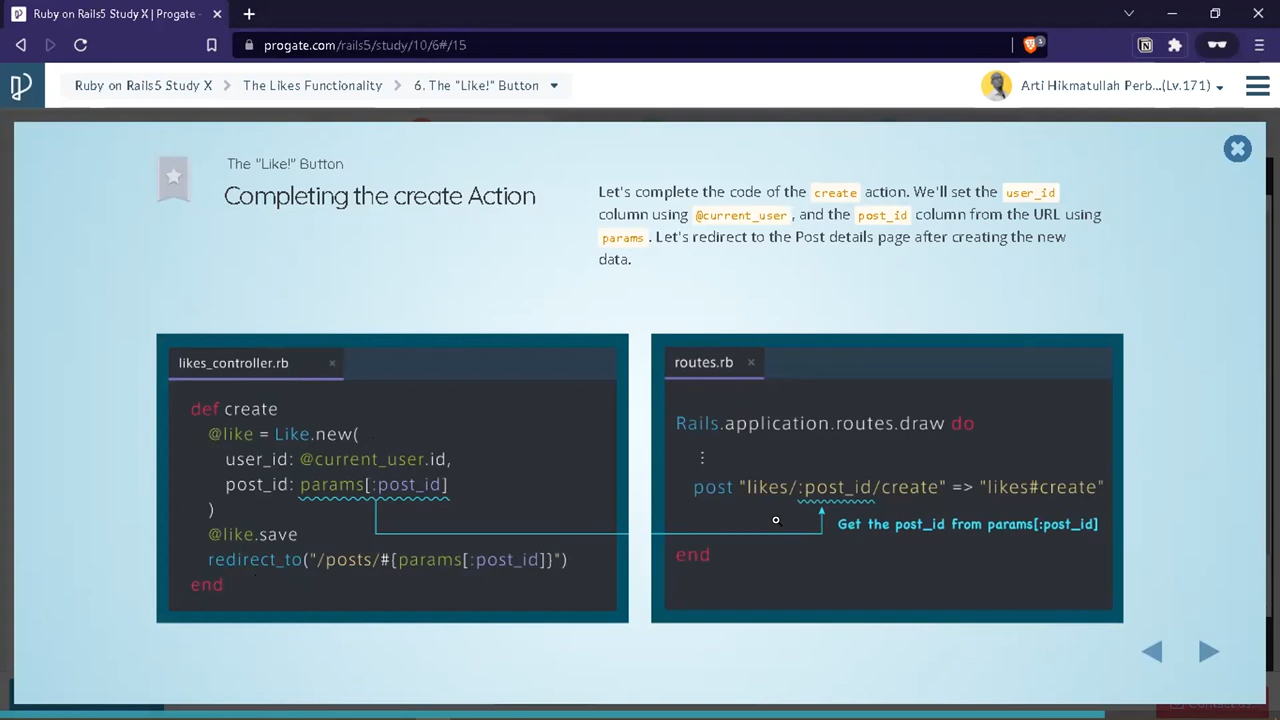 Ruby on Rails5 Study X | Progate -
progate.com/rails5/study/10/6#/15
3
Ruby on Rails5 Study X
The Likes Functionality
6. The "Like!" Button
Arti Hikmatullah Perb...(Lv.171)
The "Like!" Button
Completing the create Action
Let's complete the code of the create action. We'll set the user_id
column using @current_user , and the post_id column from the URL using
params . Let's redirect to the Post details page after creating the new
data.
likes_controller.rb
def create
@like = Like.new(
user_id: @current_user.id,
post_id: params[:post_id]
)
@like.save
redirect_to("/posts/#{params[:post_id]}")
end
routes.rb
Rails.application.routes.draw do
⋮
post "likes/:post_id/create" => "likes#create"
Get the post_id from params[:post_id]
end
Contact us